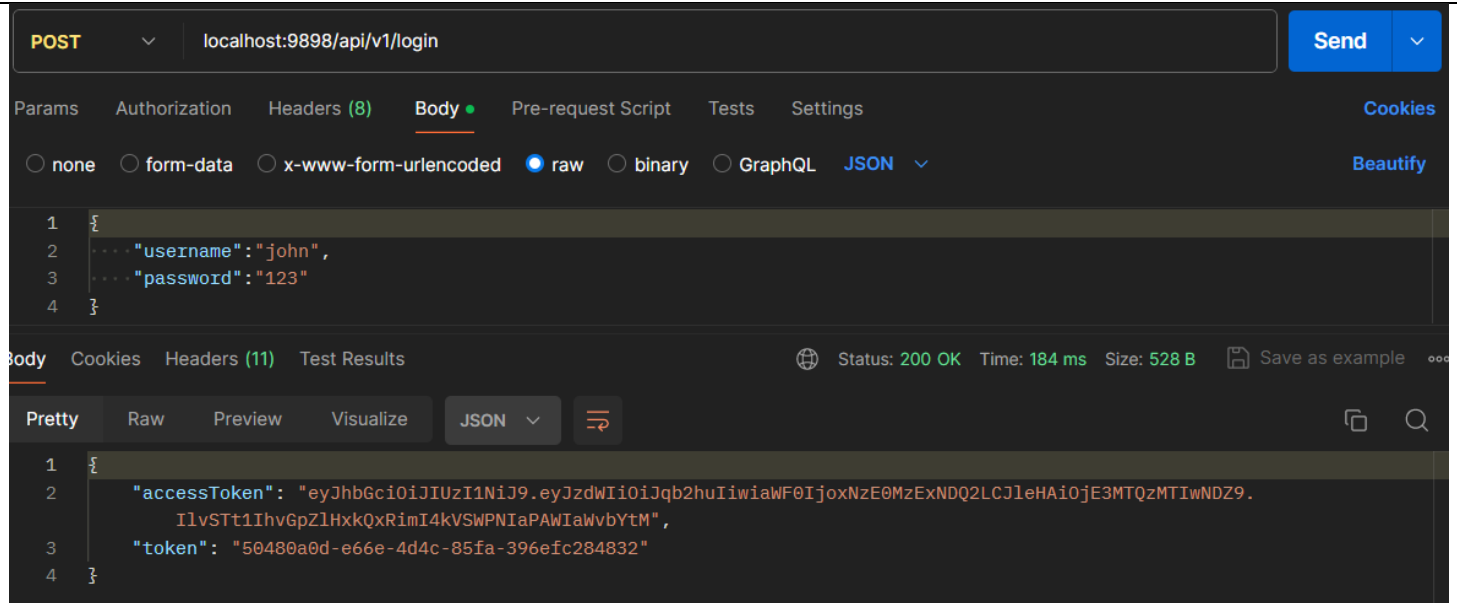 POST localhost:9898/api/v1/login Send
Params Authorization Headers (8) Body Pre-request Script Tests Settings Cookies
none form-data x-www-form-urlencoded raw binary GraphQL JSON Beautify
1 {
2 "username":"john",
3 "password":"123"
4 }
Body Cookies Headers (11) Test Results Status: 200 OK Time: 184 ms Size: 528 B Save as example
Pretty Raw Preview Visualize JSON
1 {
2 "accessToken": "eyJhbGciOiJIUzI1NiJ9.eyJzdWIiOiJqb2huIiwiaWF0IjoxNzE0MzExNDQ2LCJleHAiOjE3MTQzMTIwNDZ9.
IlvSTt1IhvGpZlHxkQxRimI4kVSWPNIaPAWIaWvbYtM",
3 "token": "50480a0d-e66e-4d4c-85fa-396efc284832"
4 }